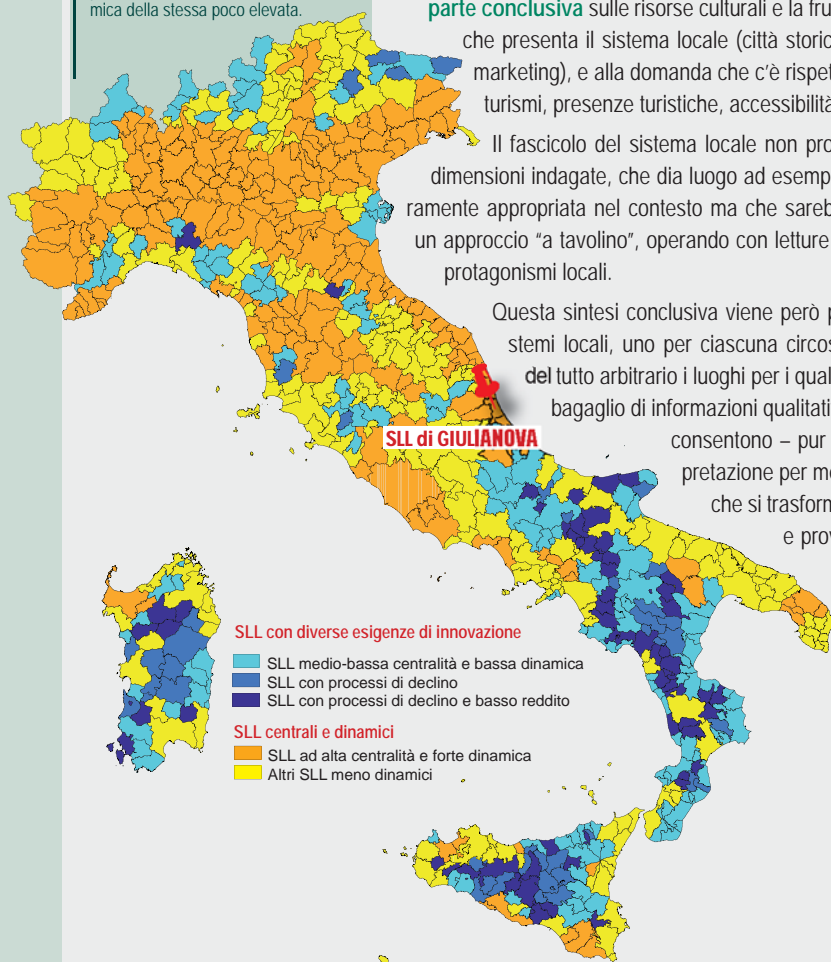 mica della stessa poco elevata.
parte conclusiva sulle risorse culturali e la fru
che presenta il sistema locale (città storic
marketing), e alla domanda che c'è rispet
turismi, presenze turistiche, accessibilità
Il fascicolo del sistema locale non pro
dimensioni indagate, che dia luogo ad esemp
ramente appropriata nel contesto ma che sareb
un approccio “a tavolino”, operando con letture
protagonismi locali.
Questa sintesi conclusiva viene però p
stemi locali, uno per ciascuna circos
del tutto arbitrario i luoghi per i qual
bagaglio di informazioni qualitati
consentono – pur
pretazione per me
che si trasform
e prov
SLL di GIULIANOVA
SLL con diverse esigenze di innovazione
SLL medio-bassa centralità e bassa dinamica
SLL con processi di declino
SLL con processi di declino e basso reddito
SLL centrali e dinamici
SLL ad alta centralità e forte dinamica
Altri SLL meno dinamici